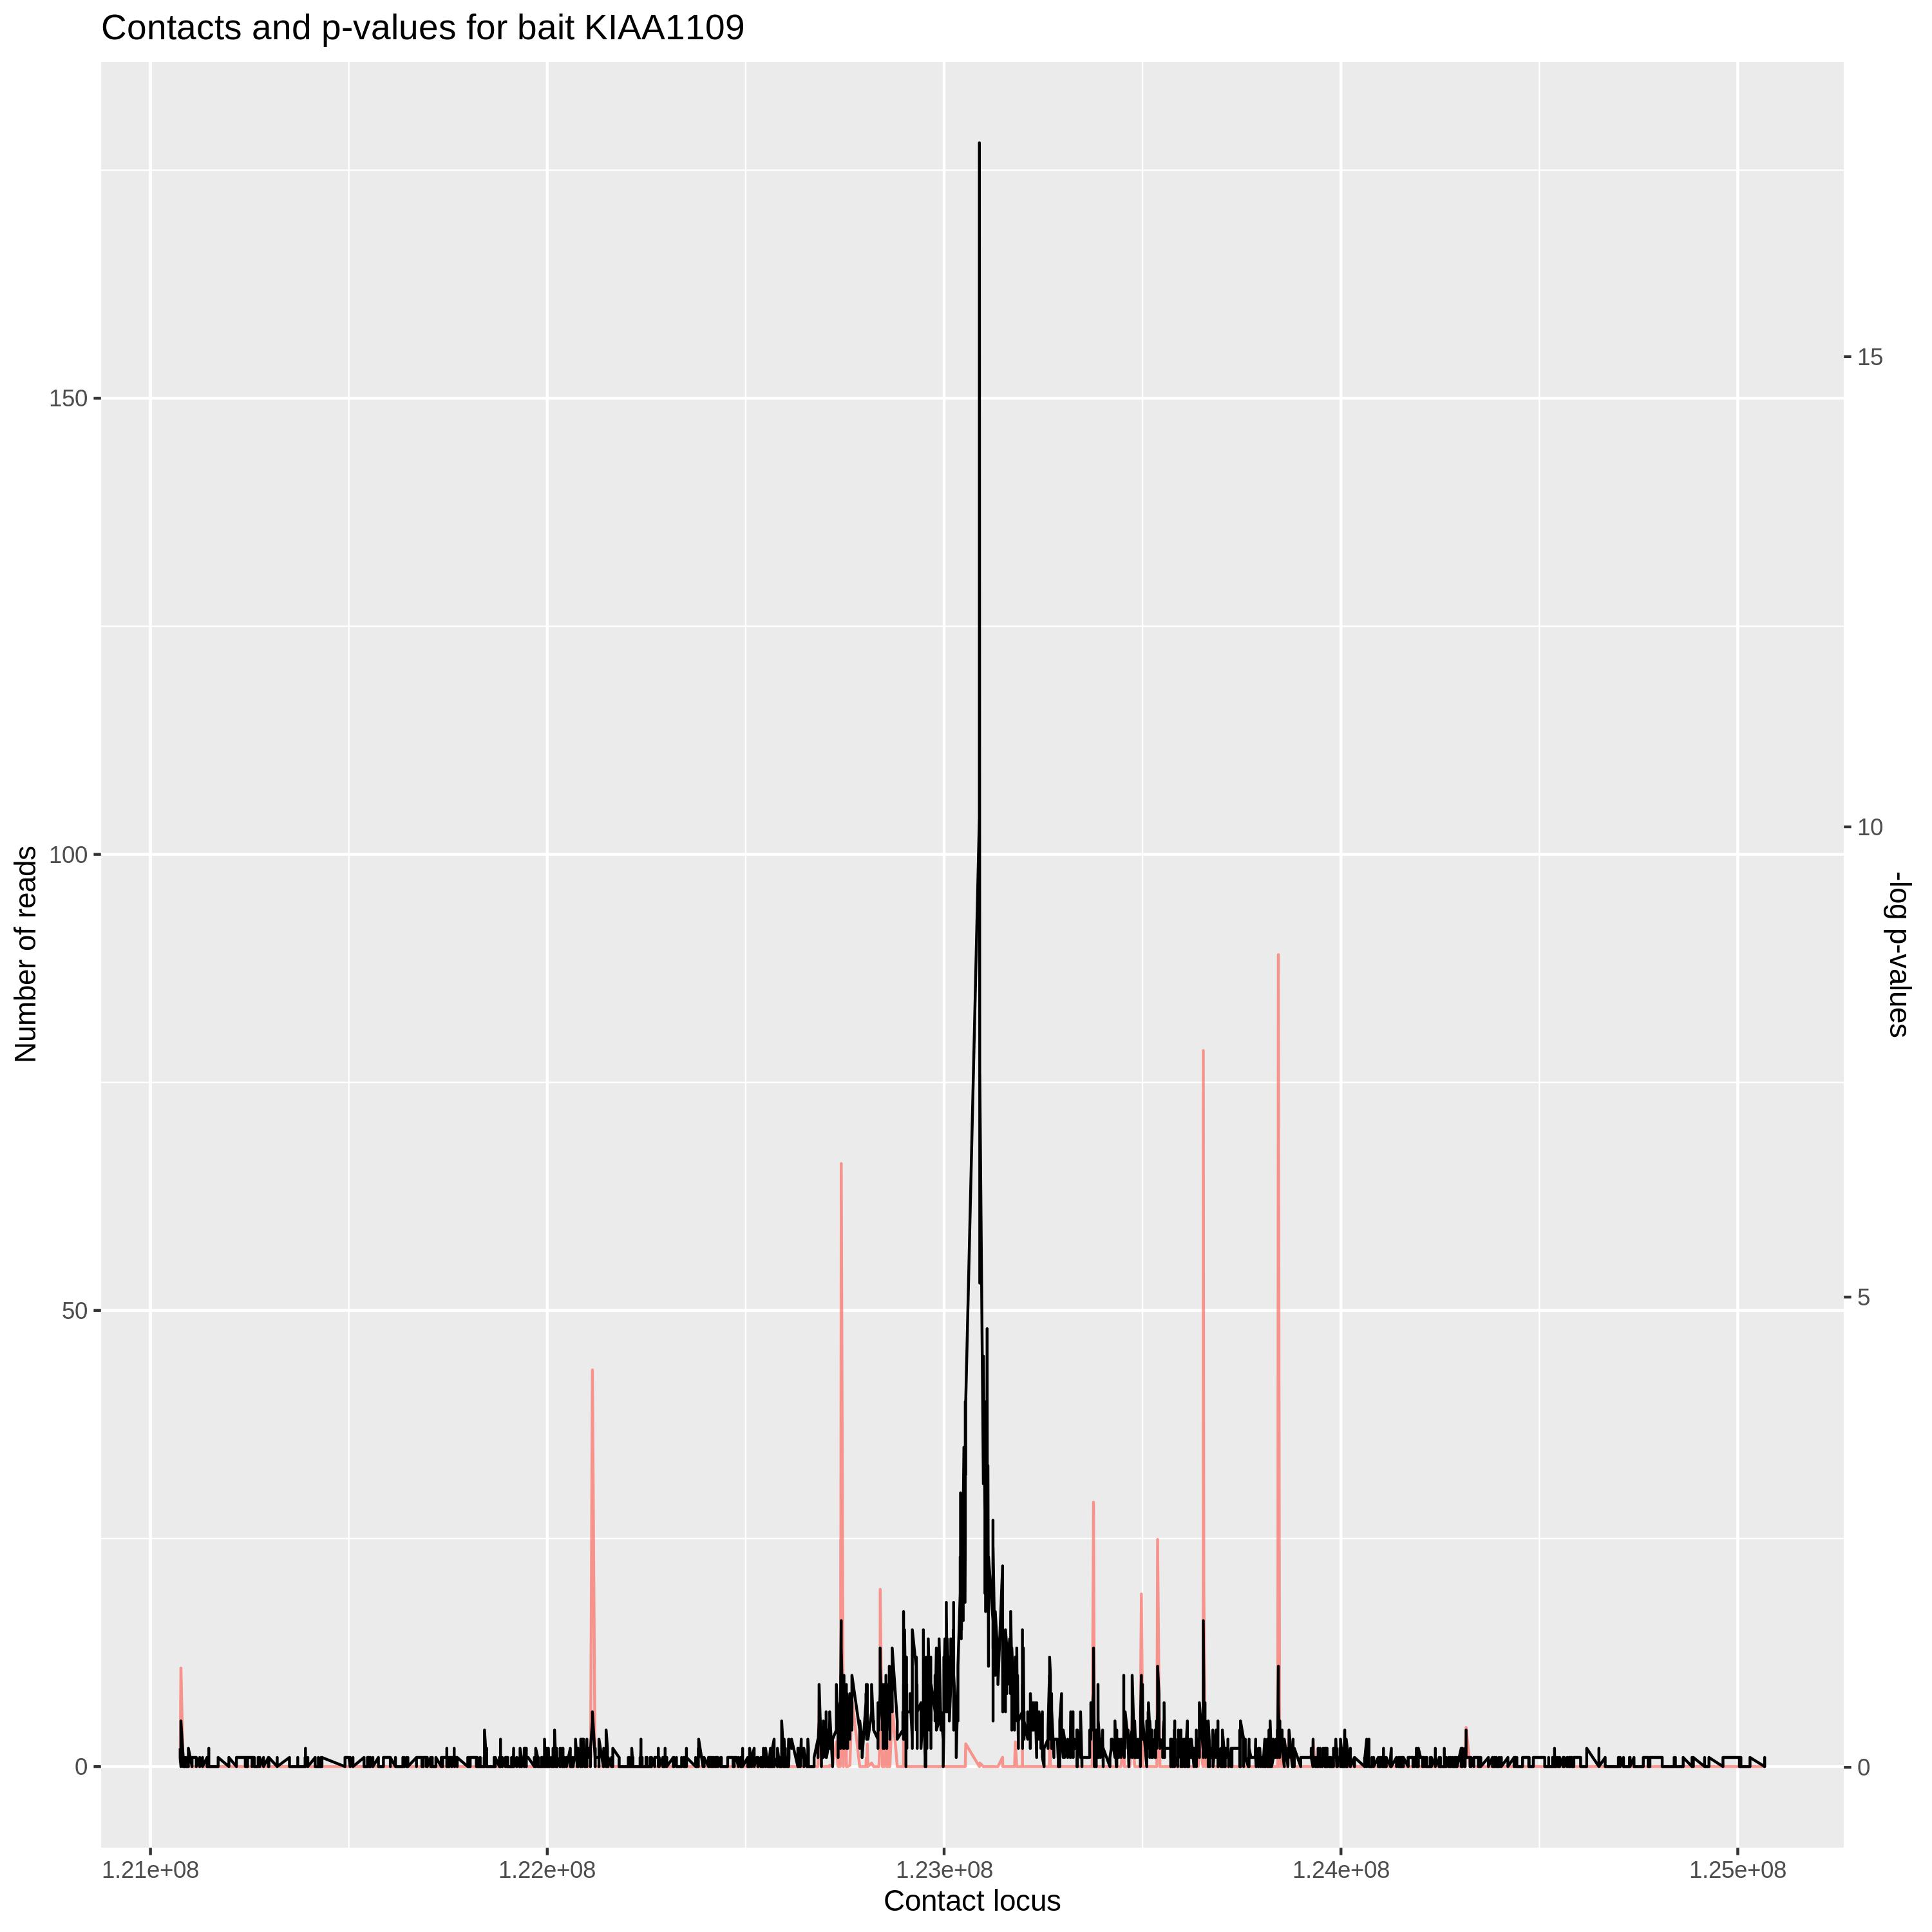 Contacts and p-values for bait KIAA1109
Number of reads
150
100
50
0
15
10
5
0
-log p-values
1.21e+08
1.22e+08
1.23e+08
1.24e+08
1.25e+08
Contact locus